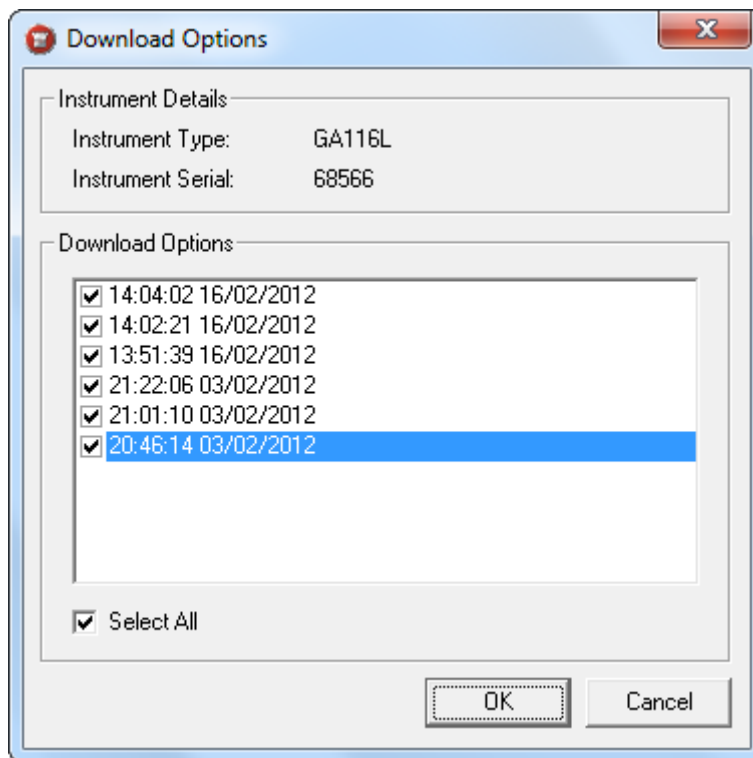 Download Options
Instrument Details
Instrument Type: GA116L
Instrument Serial: 68566
Download Options
14:04:02 16/02/2012
14:02:21 16/02/2012
13:51:39 16/02/2012
21:22:06 03/02/2012
21:01:10 03/02/2012
20:46:14 03/02/2012
Select All
OK Cancel